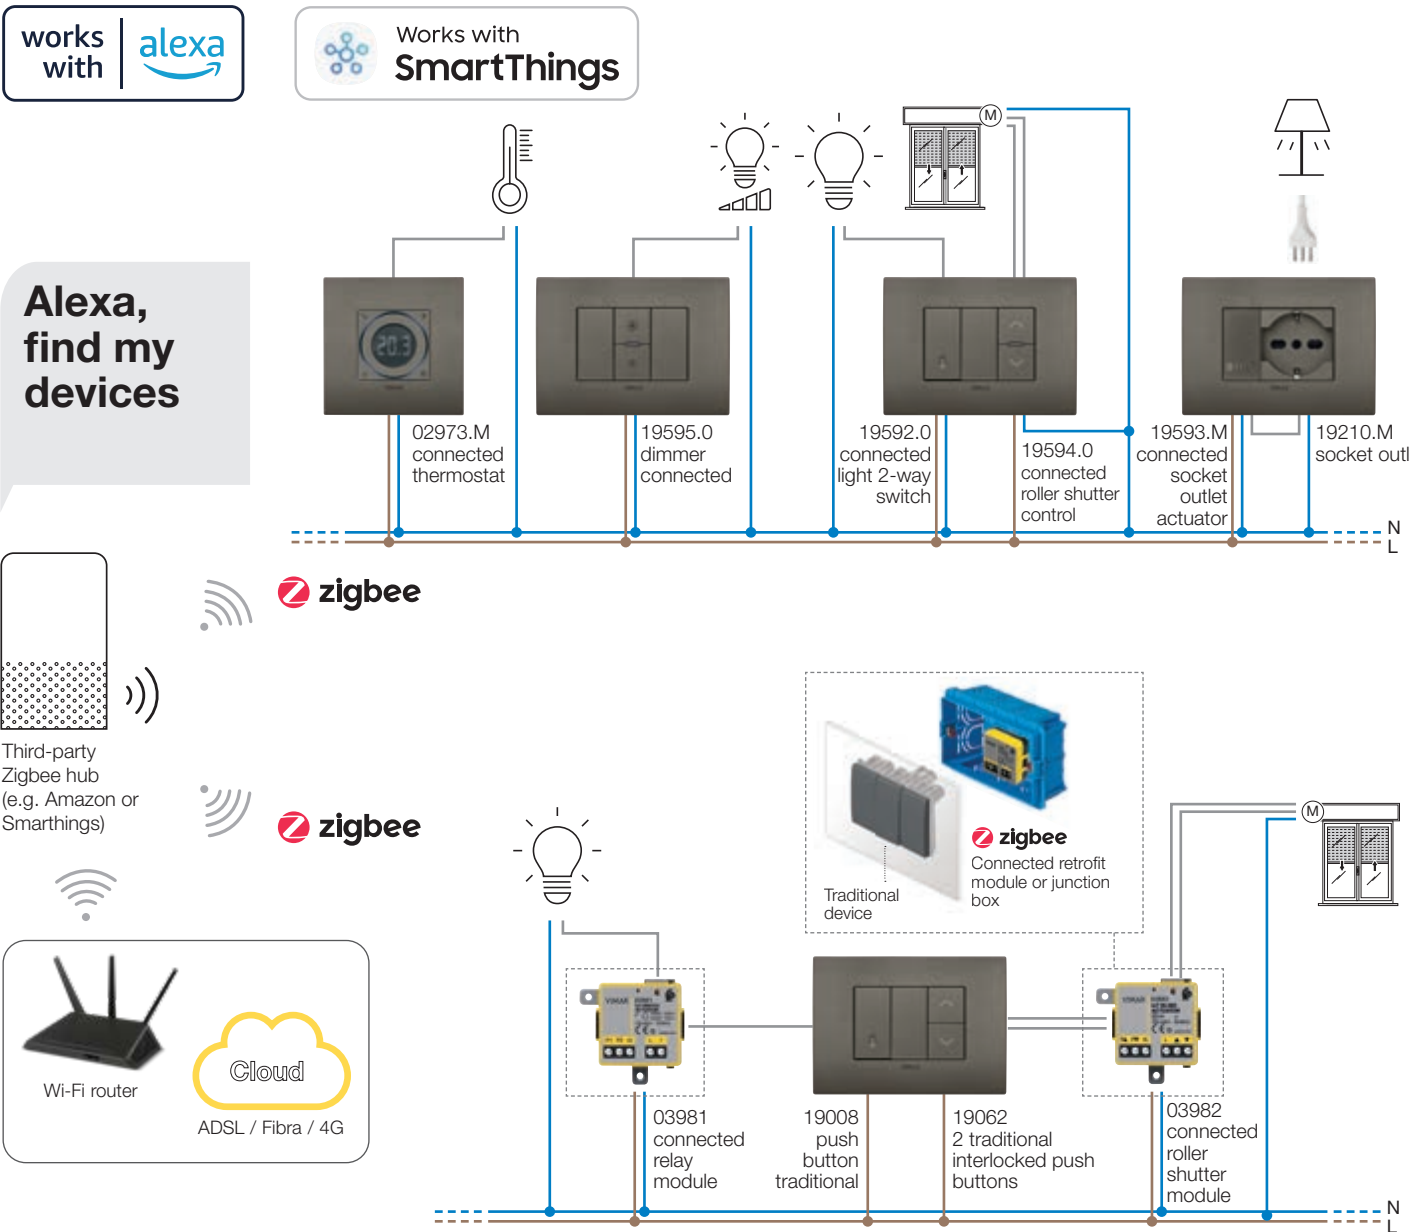 works with
alexa
Works with
SmartThings
M
Alexa,
find my
devices
20.3
02973.M
connected
thermostat
19595.0
dimmer
connected
19592.0
connected
light 2-way
switch
19594.0
connected
roller shutter
control
19593.M
connected
socket
outlet
actuator
19210.M
socket outl
N
L
zigbee
Third-party
Zigbee hub
(e.g. Amazon or
Smarthings)
zigbee
zigbee
Connected retrofit
module or junction
box
Traditional
device
M
Wi-Fi router
Cloud
ADSL / Fibra / 4G
VIMAR
VIMAR
03981
connected
relay
module
19008
push
button
traditional
19062
2 traditional
interlocked push
buttons
03982
connected
roller
shutter
module
N
L